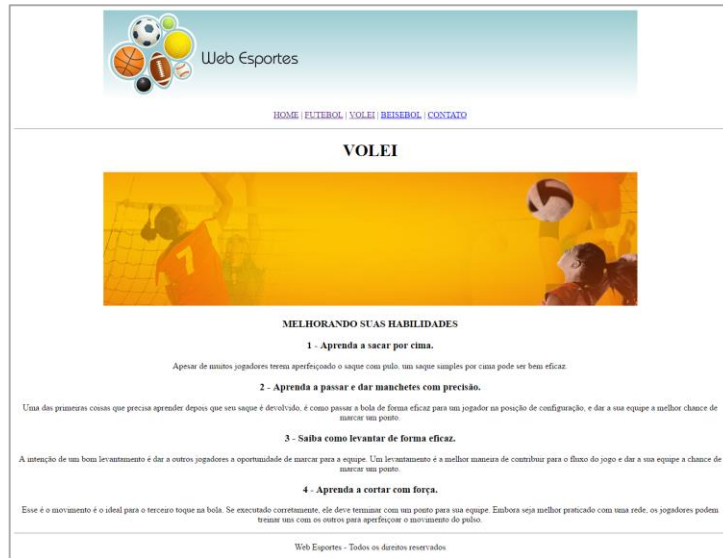 Web Esportes
HOME | FUTEBOL | VOLEI | BEISEBOL | CONTATO
VOLEI
7
MELHORANDO SUAS HABILIDADES
1 - Aprenda a sacar por cima.
Apesar de muitos jogadores terem aperfeiçoado o saque com pulo, um saque simples por cima pode ser bem eficaz.
2 - Aprenda a passar e dar manchetes com precisão.
Uma das primeiras coisas que precisa aprender depois que seu saque é devolvido, é como passar a bola de forma eficaz para um jogador na posição de configuração, e dar a sua equipe a melhor chance de
marcar um ponto.
3 - Saiba como levantar de forma eficaz.
A intenção de um bom levantamento é dar a outros jogadores a oportunidade de marcar para a equipe. Um levantamento é a melhor maneira de contribuir para o fluxo do jogo e dar a sua equipe a chance de
marcar um ponto.
4 - Aprenda a cortar com força.
Esse é o movimento é o ideal para o terceiro toque na bola. Se executado corretamente, ele deve terminar com um ponto para sua equipe. Embora seja melhor praticado com uma rede, os jogadores podem
treinar uns com os outros para aperfeiçoar o movimento do pulso.
Web Esportes - Todos os direitos reservados